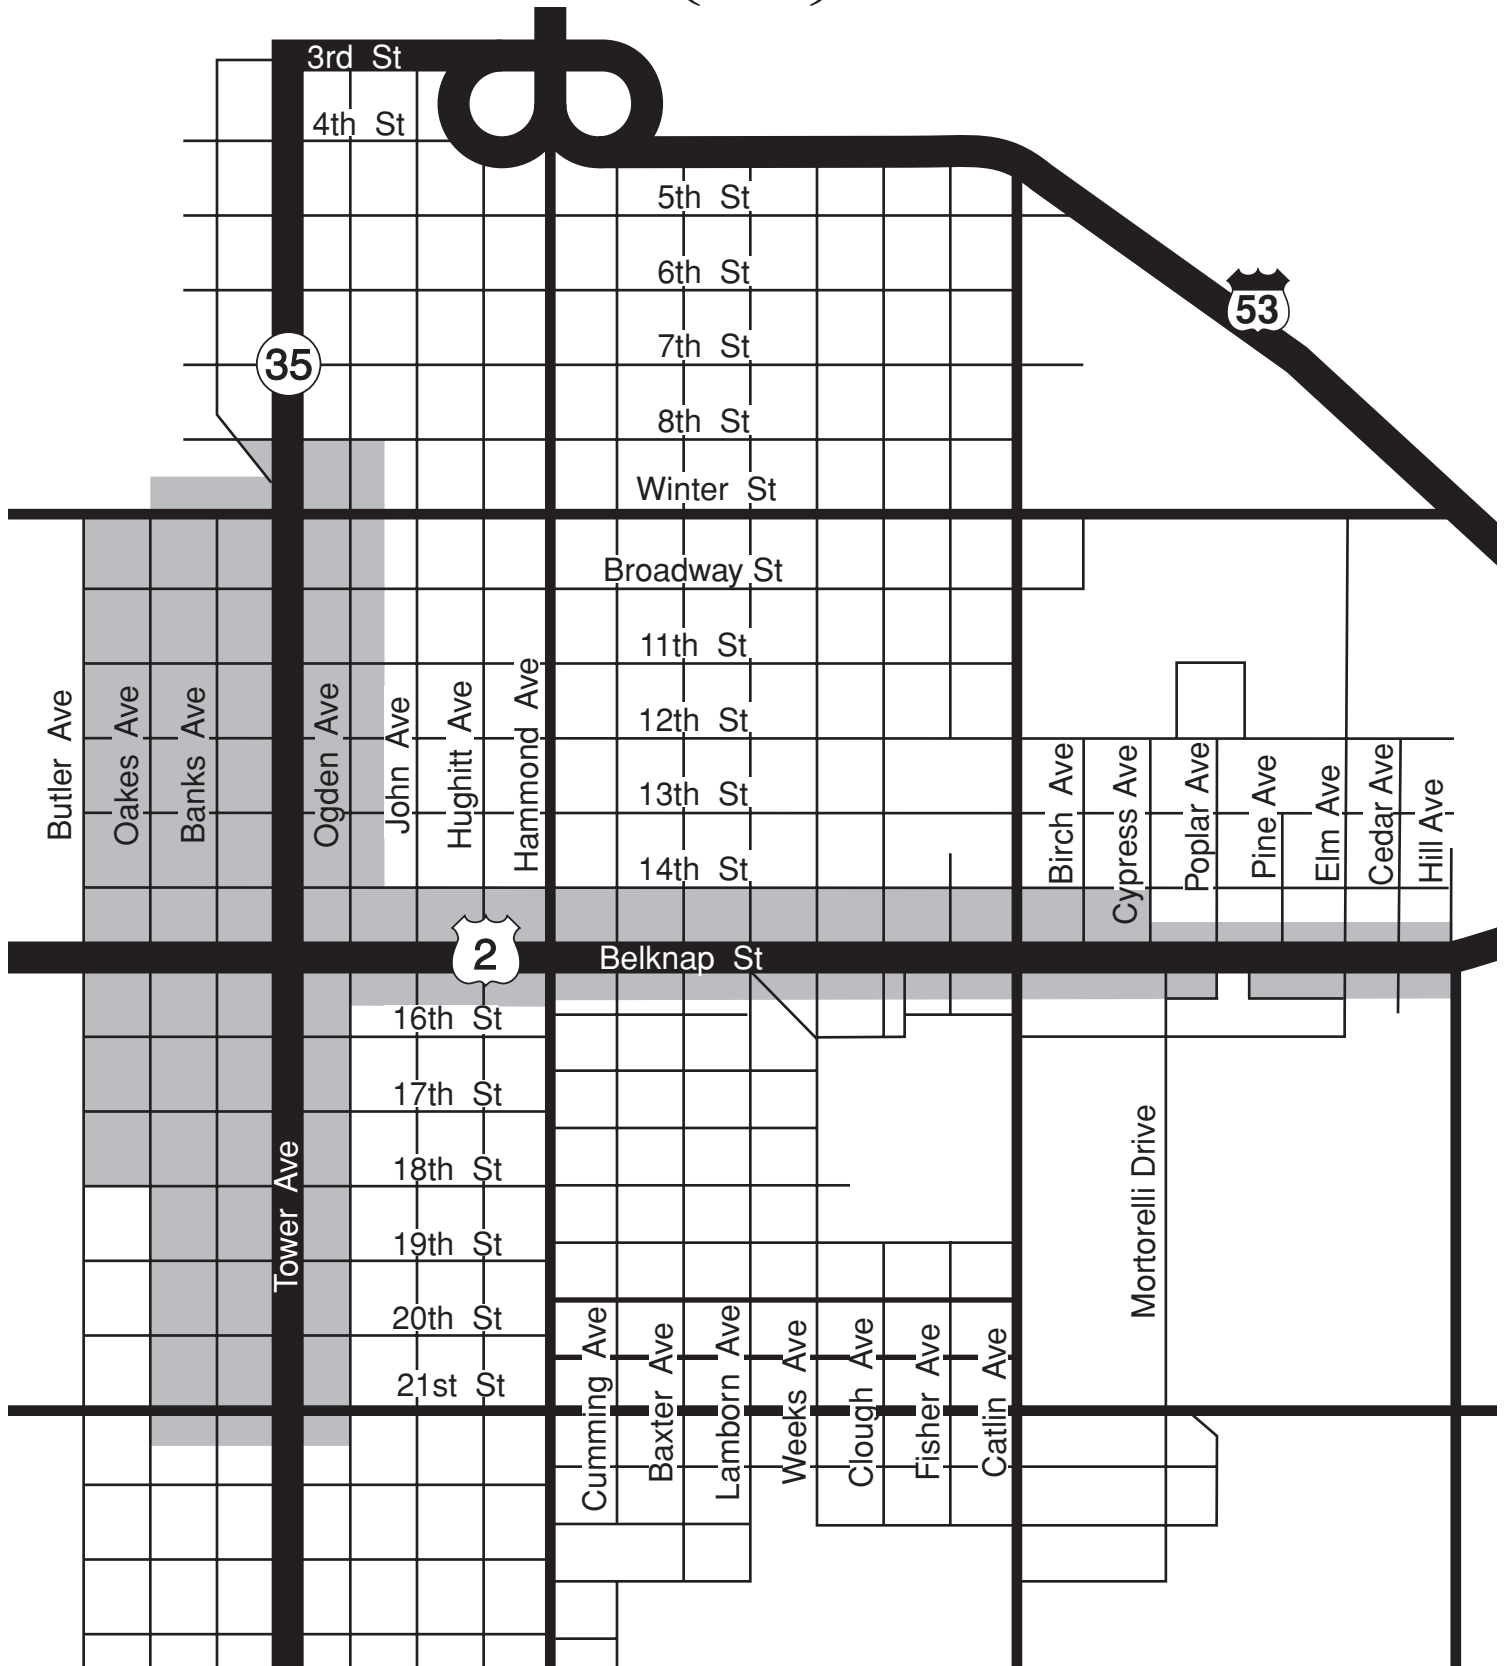 3rd St
4th St
5th St
6th St
53
7th St
35
8th St
Winter St
Broadway St
11th St
12th St
13th St
14th St
Butler Ave
Oakes Ave
Banks Ave
Ogden Ave
John Ave
Hughitt Ave
Hammond Ave
Birch Ave
Cypress Ave
Poplar Ave
Pine Ave
Elm Ave
Cedar Ave
Hill Ave
2
Belknap St
16th St
17th St
18th St
19th St
20th St
21st St
Tower Ave
Mortorelli Drive
Cumming Ave
Baxter Ave
Lamborn Ave
Weeks Ave
Clough Ave
Fisher Ave
Catlin Ave